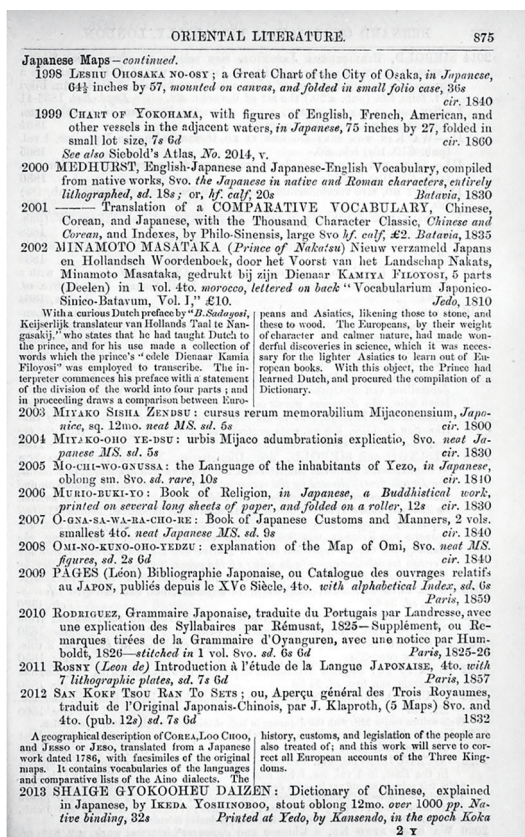 ORIENTAL LITERATURE. 875
Japanese Maps—continued.
1998 LESHU OHOSAKA NO-OSY ; a Great Chart of the City of Osaka, in Japanese,
64½ inches by 57, mounted on canvas, and folded in small folio case, 36s
cir. 1840
1999 CHART OF YOKOHAMA, with figures of English, French, American, and
other vessels in the adjacent waters, in Japanese, 75 inches by 27, folded in
small lot size, 7s 6d cir. 1860
See also Siebold's Atlas, No. 2014, v.
2000 MEDHURST, English-Japanese and Japanese-English Vocabulary, compiled
from native works, 8vo. the Japanese in native and Roman characters, entirely
lithographed, sd. 18s ; or, hf. calf, 20s Batavia, 1830
2001 ——— Translation of a COMPARATIVE VOCABULARY, Chinese,
Corean, and Japanese, with the Thousand Character Classic, Chinese and
Corean, and Indexes, by Philo-Sinensis, large 8vo hf. calf, £2. Batavia, 1835
2002 MINAMOTO MASATAKA (Prince of Nakatsu) Nieuw verzameld Japans
en Hollandsch Woordenboek, door het Voorst van het Landschap Nakats,
Minamoto Masataka, gedrukt bij zijn Dienaar KAMIYA FILOYOSI, 5 parts
(Deelen) in 1 vol. 4to. morocco, lettered on back "Vocabularium Japonico-
Sinico-Batavum, Vol. I," £10. Jedo, 1810
With a curious Dutch preface by "B. Sadayosi,
Keijserlijk translateur van Hollands Taal te Nan-
gasakij," who states that he had taught Dutch to
the prince, and for his use made a collection of
words which the prince's "edele Dienaar Kamia
Filoyosi" was employed to transcribe. The in-
terpreter commences his preface with a statement
of the division of the world into four parts ; and
in proceeding draws a comparison between Euro-
peans and Asiatics, likening those to stone, and
these to wood. The Europeans, by their weight
of character and calmer nature, had made won-
derful discoveries in science, which it was neces-
sary for the lighter Asiatics to learn out of Eu-
ropean books. With this object, the Prince had
learned Dutch, and procured the compilation of a
Dictionary.
2003 MIYAKO SISHA ZENDSU : cursus rerum memorabilium Mijaconensium, Japo-
nice, sq. 12mo. neat MS. sd. 5s cir. 1800
2004 MIYAKO-OHO YE-DSU : urbis Mijaco adumbrationis explicatio, 8vo. neat Ja-
panese MS. sd. 5s cir. 1830
2005 MO-CHI-WO-GNUSSA : the Language of the inhabitants of Yezo, in Japanese,
oblong sm. 8vo. sd. rare, 10s cir. 1810
2006 MURIO-BUKI-YO : Book of Religion, in Japanese, a Buddhistical work,
printed on several long sheets of paper, and folded on a roller, 12s cir. 1830
2007 O-GNA-SA-WA-RA-CHO-RE : Book of Japanese Customs and Manners, 2 vols.
smallest 4to. neat Japanese MS. sd. 9s cir. 1840
2008 OMI-NO-KUNO-OHO-YEDZU : explanation of the Map of Omi, 8vo. neat MS.
figures, sd. 2s 6d cir. 1840
2009 PAGES (Léon) Bibliographie Japonaise, ou Catalogue des ouvrages relatifs
au JAPON, publiés depuis le XVe Siècle, 4to. with alphabetical Index, sd. 6s
Paris, 1859
2010 RODRIGUEZ, Grammaire Japonaise, traduite du Portugais par Landresse, avec
une explication des Syllabaires par Rémusat, 1825—Supplément, ou Re-
marques tirées de la Grammaire d'Oyanguren, avec une notice par Hum-
boldt, 1826—stitched in 1 vol. 8vo. sd. 6s 6d Paris, 1825-26
2011 ROSNY (Leon de) Introduction à l'étude de la Langue JAPONAISE, 4to. with
7 lithographic plates, sd. 7s 6d Paris, 1857
2012 SAN KOKF TSOU RAN TO SETS ; ou, Aperçu général des Trois Royaumes,
traduit de l'Original Japonais-Chinois, par J. Klaproth, (5 Maps) 8vo. and
4to. (pub. 12s) sd. 7s 6d 1832
A geographical description of COREA, LOO CHOO,
and JESSO or JESO, translated from a Japanese
work dated 1786, with facsimiles of the original
maps. It contains vocabularies of the languages
and comparative lists of the Aino dialects. The
history, customs, and legislation of the people are
also treated of ; and this work will serve to cor-
rect all European accounts of the Three King-
doms.
2013 SHAIGE GYOKOOHEU DAIZEN : Dictionary of Chinese, explained
in Japanese, by IKEDA YOSHINOBOO, stout oblong 12mo. over 1000 pp. Na-
tive binding, 32s Printed at Yedo, by Kansendo, in the epoch Koka
2 Y